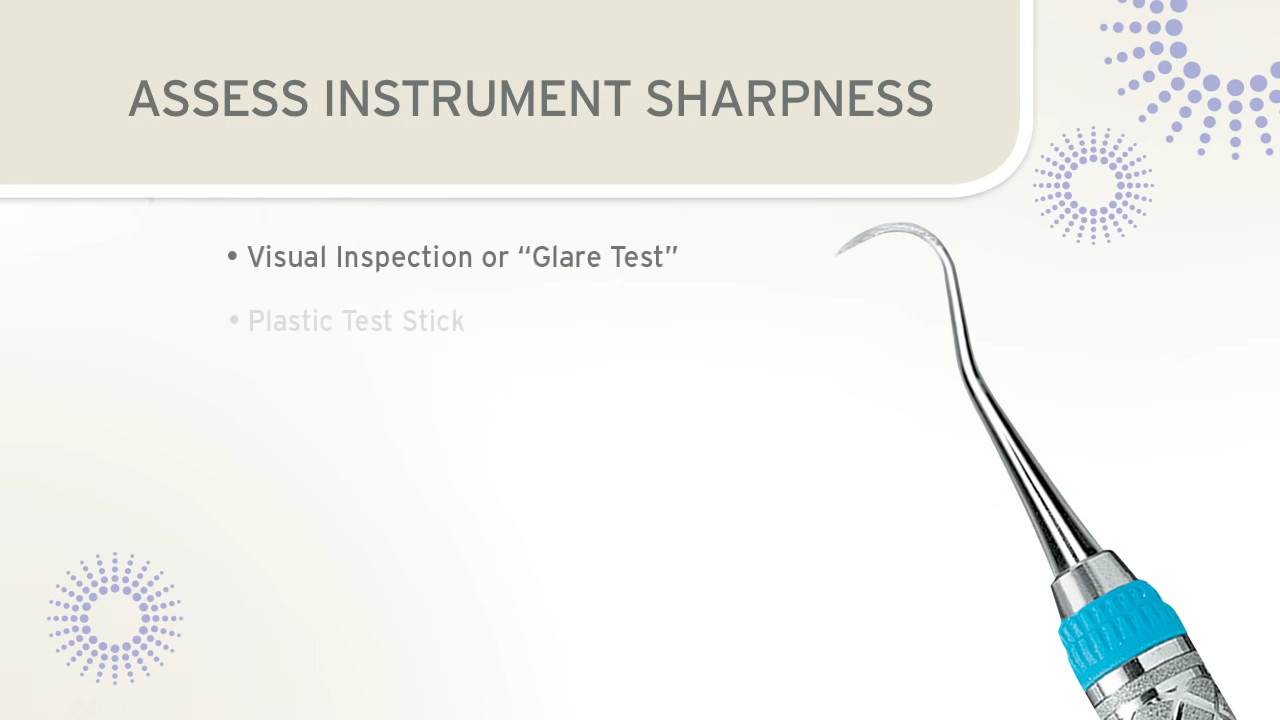 ASSESS INSTRUMENT SHARPNESS
• Visual Inspection or “Glare Test”
• Plastic Test Stick